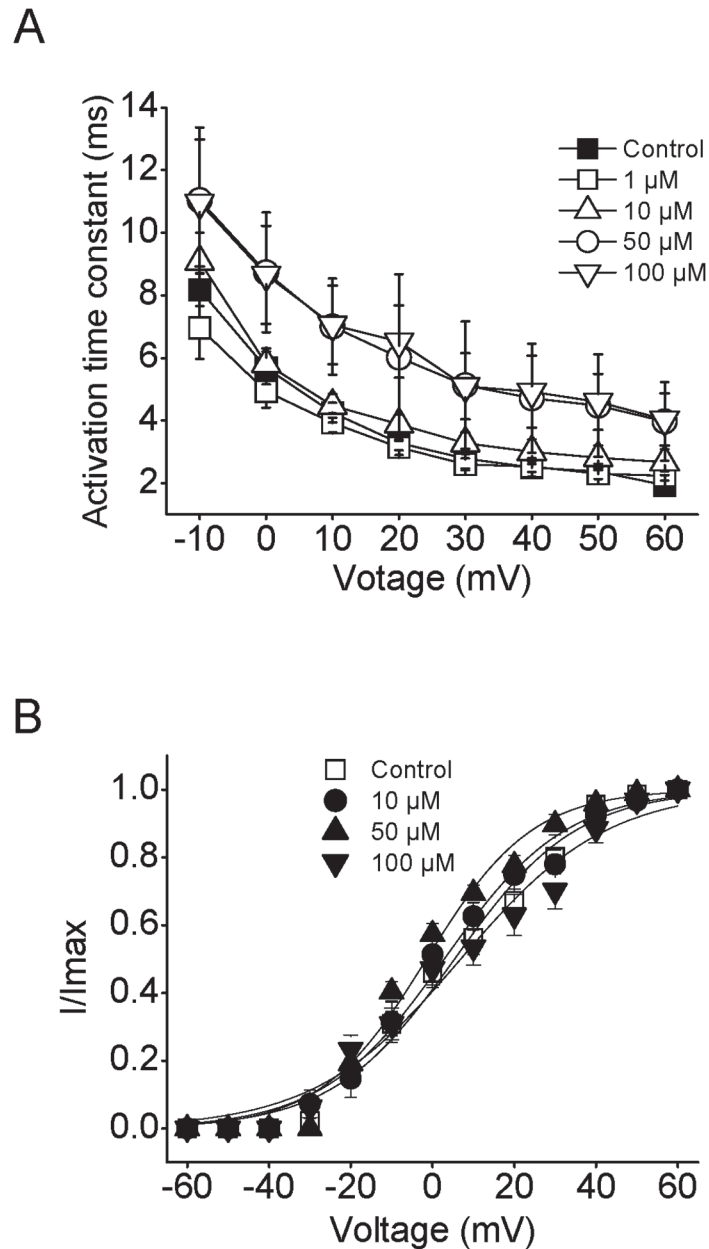 A
Activation time constant (ms)
14
12
10
8
6
4
2
Control
1 µM
10 µM
50 µM
100 µM
-10 0 10 20 30 40 50 60
Votage (mV)
B
I/Imax
1.0
0.8
0.6
0.4
0.2
0.0
Control
10 µM
50 µM
100 µM
-60 -40 -20 0 20 40 60
Voltage (mV)